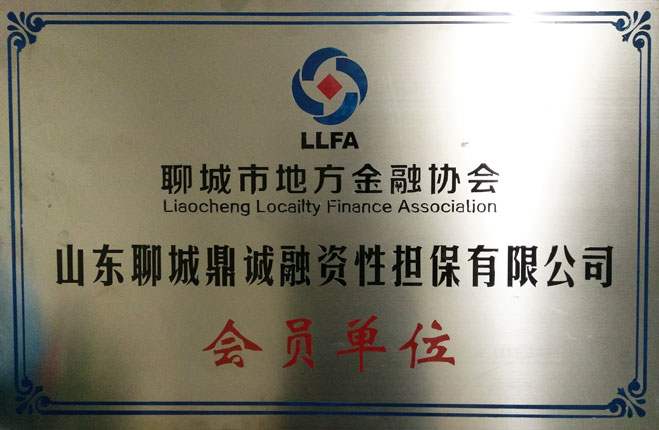 LLFA
聊城市地方金融协会
Liaocheng Locailty Finance Association
山东聊城鼎诚融资性担保有限公司
会员单位